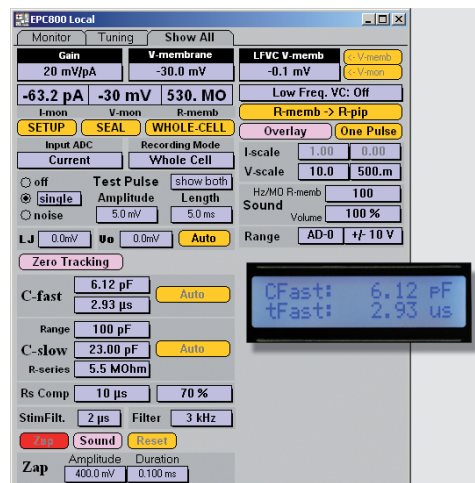 EPC800 Local
Monitor Tuning Show All
Gain V-membrane LFVC V-memb <- V-memb
20 mV/pA -30.0 mV -0.1 mV <- V-mon
-63.2 pA -30 mV 530. MO Low Freq. VC: Off
I-mon V-mon R-memb R-memb -> R-pip
SETUP SEAL WHOLE-CELL Overlay One Pulse
Input ADC Recording Mode I-scale 1.00 0.00
Current Whole Cell V-scale 10.0 500.m
off Test Pulse show both Hz/MO R-memb 100
single Amplitude Length Sound
noise 5.0 mV 5.0 ms Volume 100 %
LJ 0.0mV Vo 0.0mV Auto Range AD-0 +/- 10 V
Zero Tracking
C-fast 6.12 pF Auto
2.93 µs
CFast: 6.12 pF
tFast: 2.93 us
Range 100 pF
C-slow 23.00 pF Auto
R-series 5.5 MOhm
Rs Comp 10 µs 70 %
StimFilt. 2 µs Filter 3 kHz
Zap Sound Reset
Zap Amplitude Duration
400.0 mV 0.100 ms